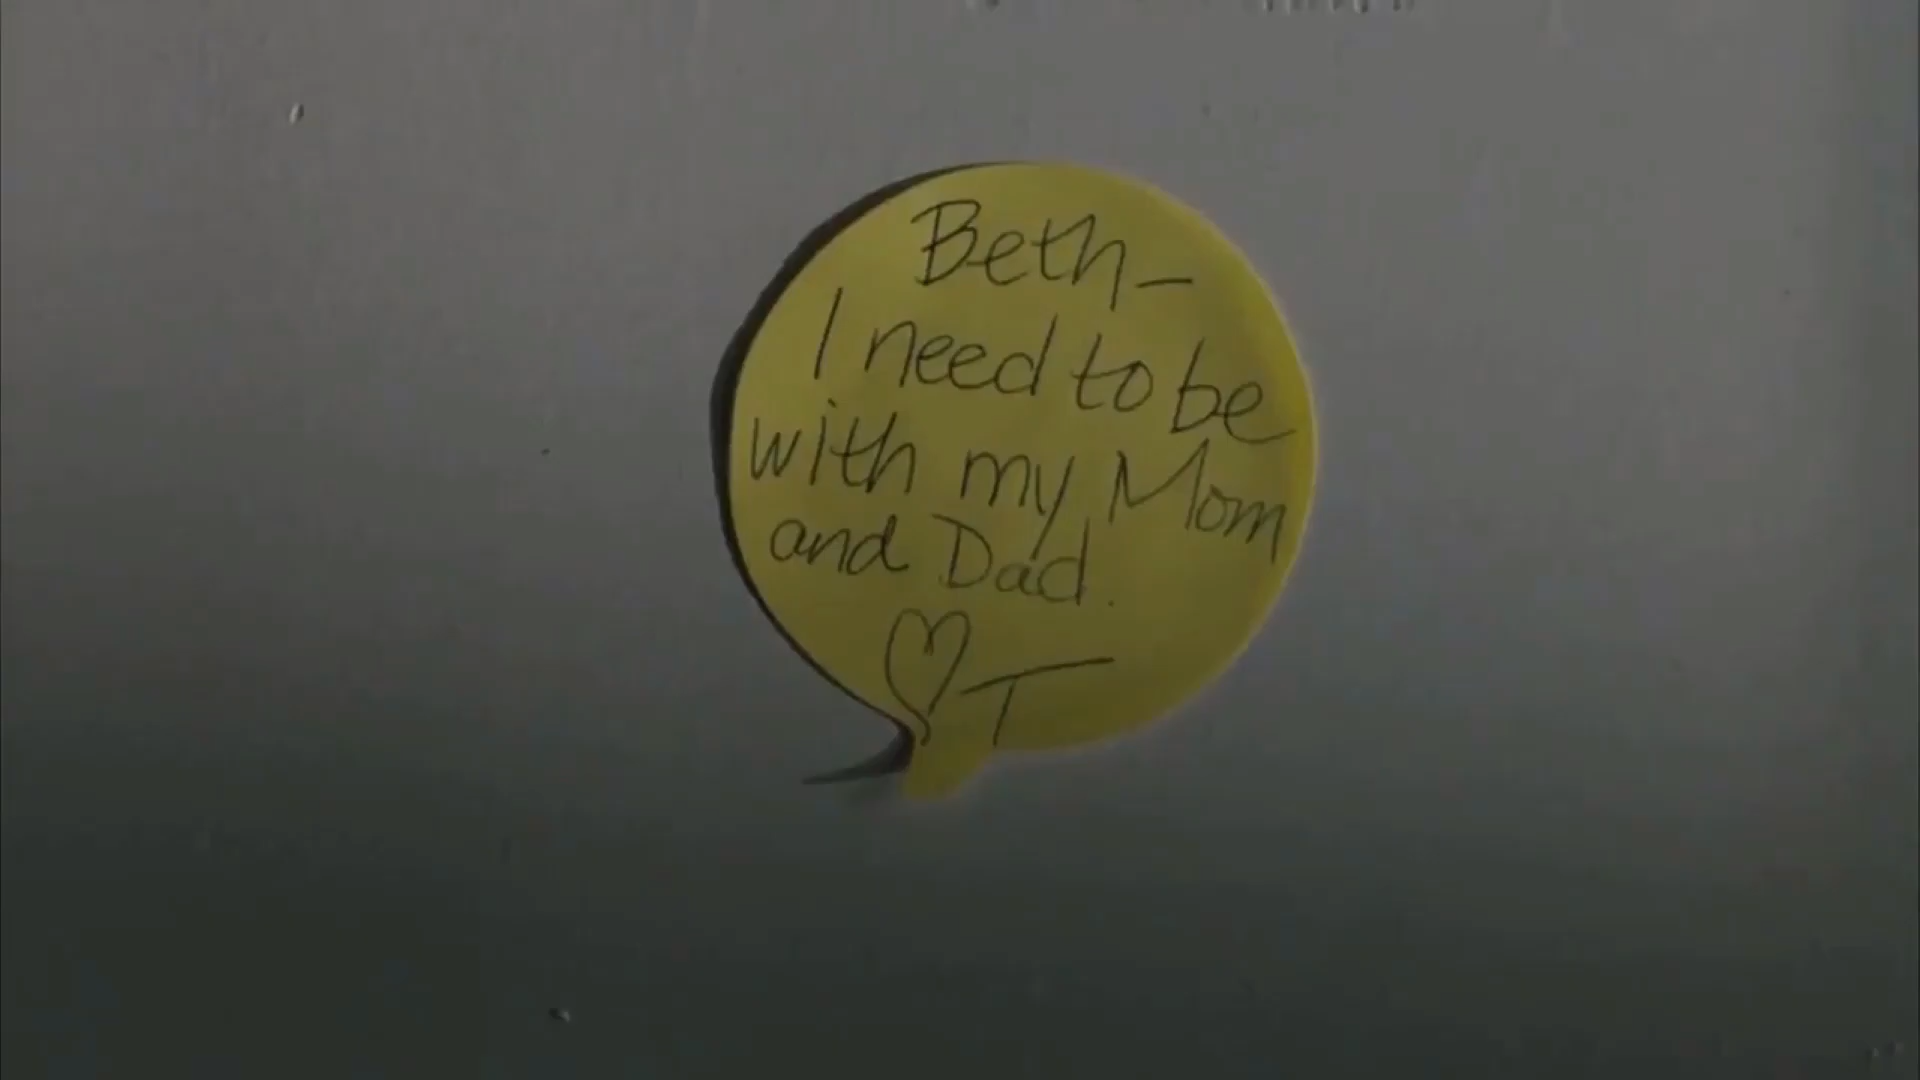 Beth-
I need to be
with my Mom
and Dad.
♡ T